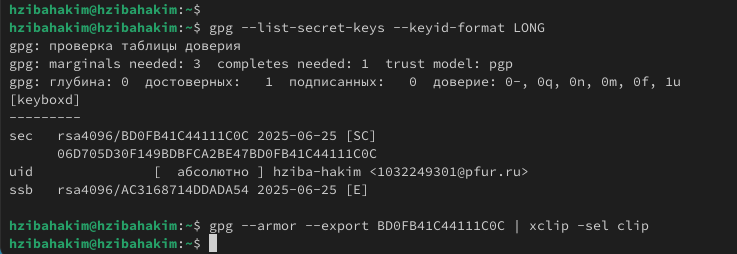 hzibahakim@hzibahakim:~$
hzibahakim@hzibahakim:~$ gpg --list-secret-keys --keyid-format LONG
gpg: проверка таблицы доверия
gpg: marginals needed: 3  completes needed: 1  trust model: pgp
gpg: глубина: 0  достоверных:   1  подписанных:   0  доверие: 0-, 0q, 0n, 0m, 0f, 1u
[keyboxd]
---------
sec   rsa4096/BD0FB41C44111C0C 2025-06-25 [SC]
      06D705D30F149BDBFCA2BE47BD0FB41C44111C0C
uid               [  абсолютно ] hziba-hakim <1032249301@pfur.ru>
ssb   rsa4096/AC3168714DDADA54 2025-06-25 [E]
hzibahakim@hzibahakim:~$ gpg --armor --export BD0FB41C44111C0C | xclip -sel clip
hzibahakim@hzibahakim:~$